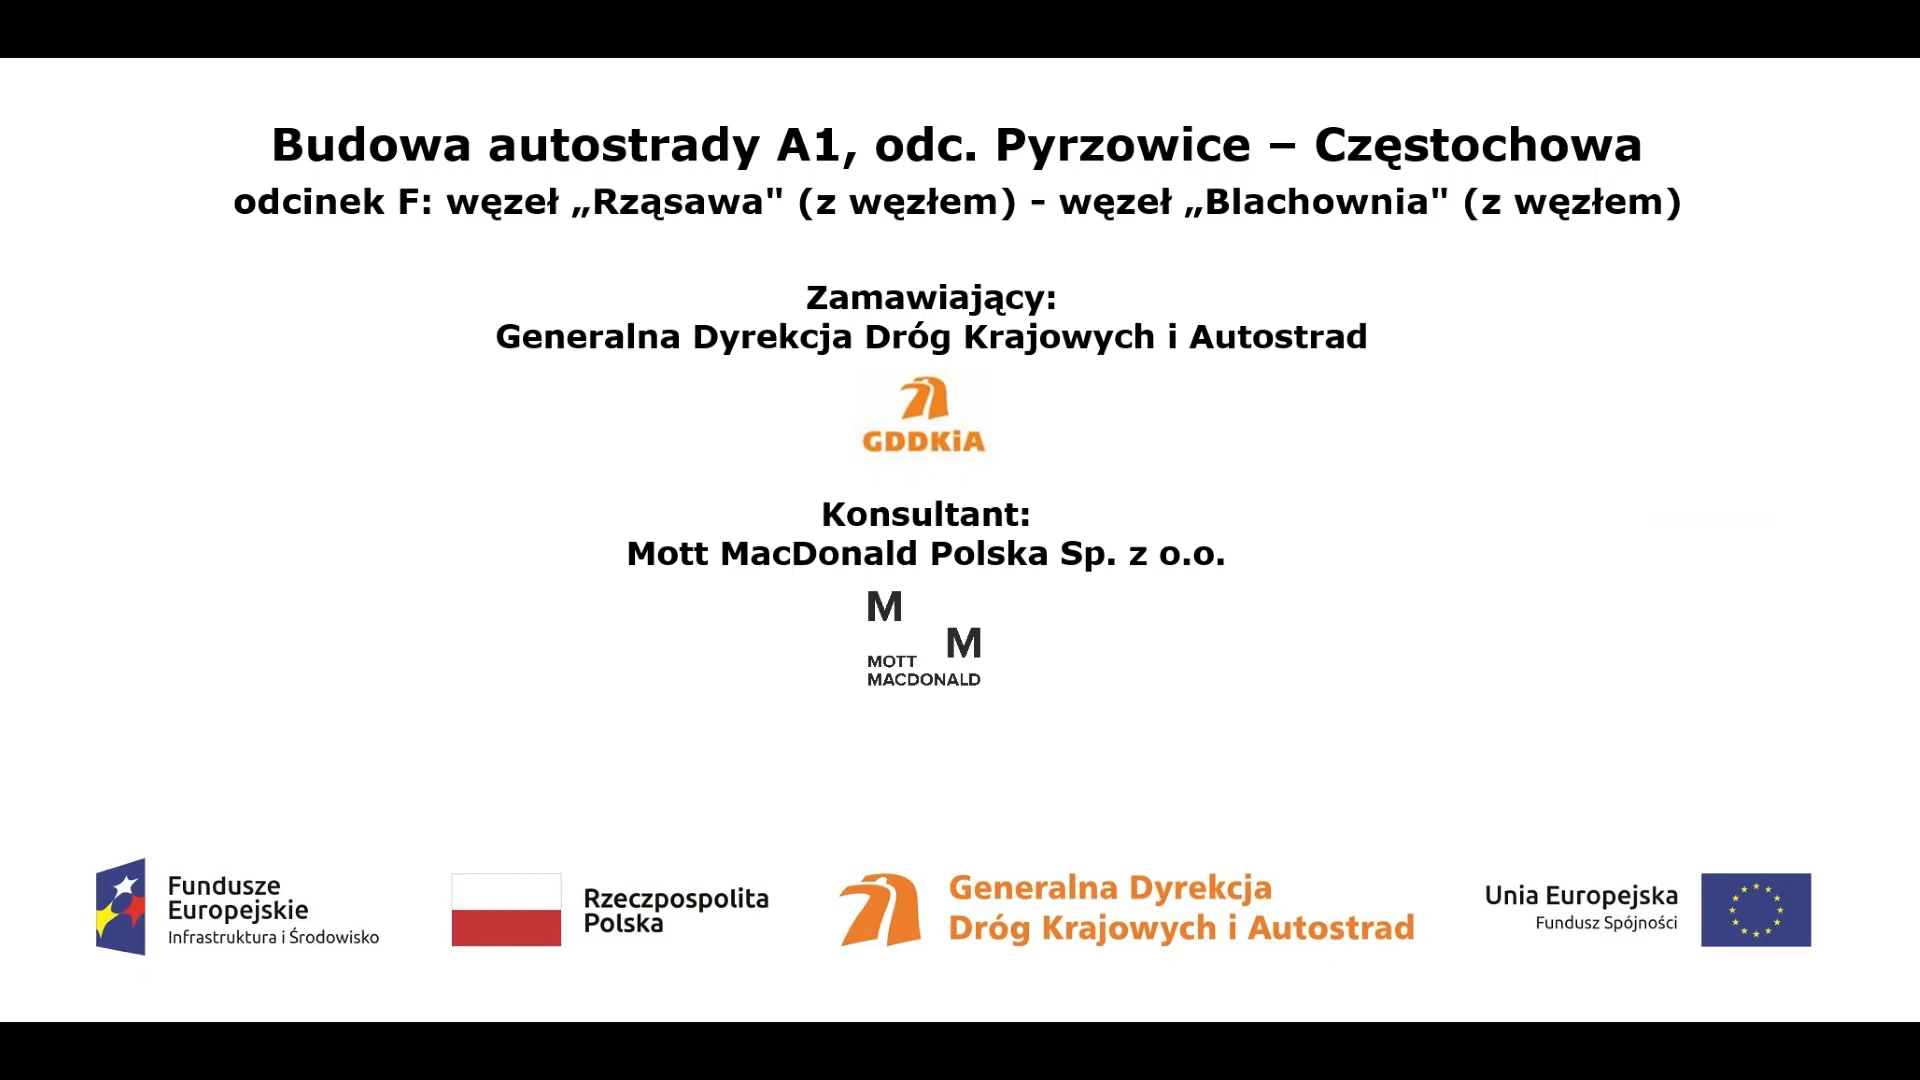 Budowa autostrady A1, odc. Pyrzowice – Częstochowa
odcinek F: węzeł „Rząsawa" (z węzłem) - węzeł „Blachownia" (z węzłem)
Zamawiający:
Generalna Dyrekcja Dróg Krajowych i Autostrad
GDDKiA
Konsultant:
Mott MacDonald Polska Sp. z o.o.
M
M
MOTT
MACDONALD
Fundusze
Europejskie
Infrastruktura i Środowisko
Rzeczpospolita
Polska
Generalna Dyrekcja
Dróg Krajowych i Autostrad
Unia Europejska
Fundusz Spójności